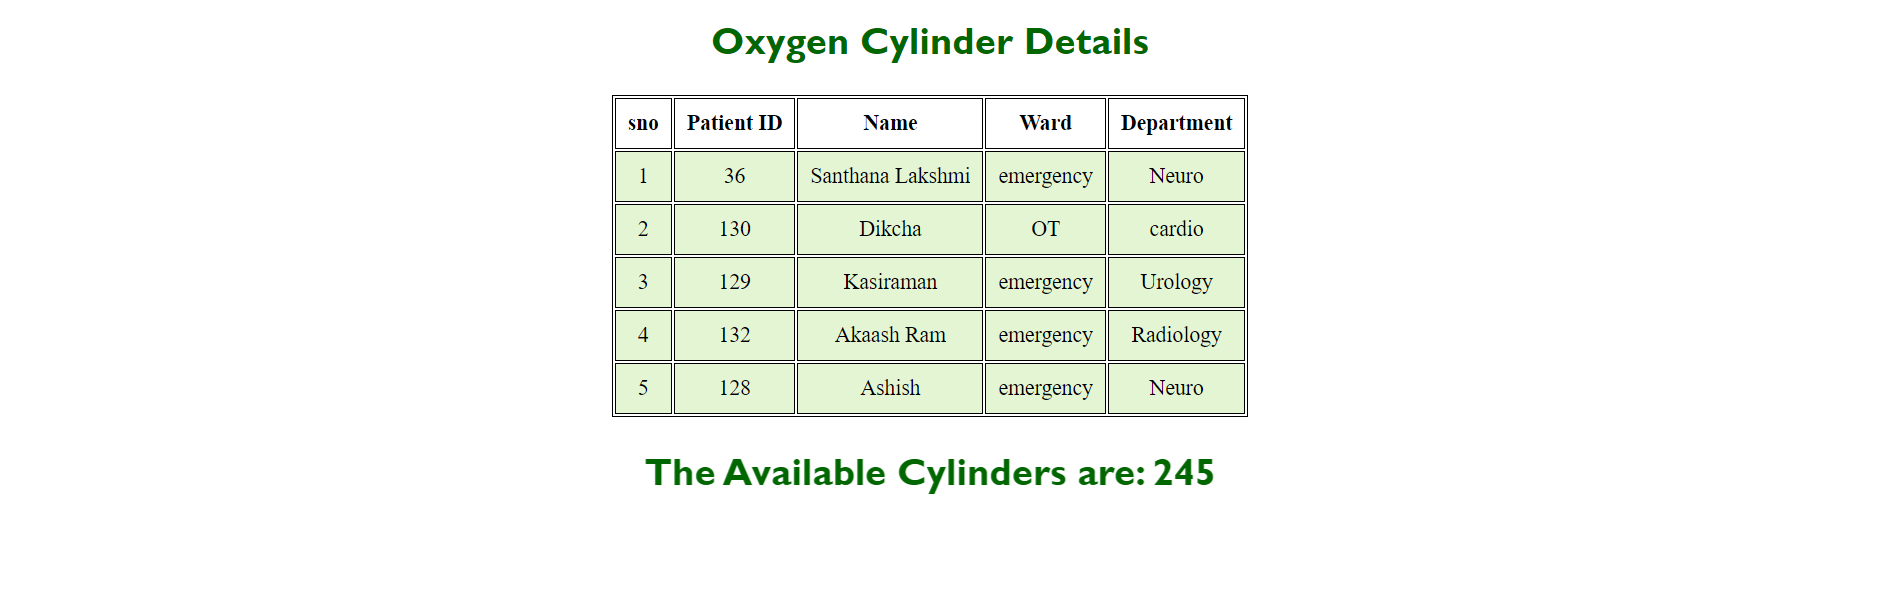 Oxygen Cylinder Details
sno Patient ID Name Ward Department
1 36 Santhana Lakshmi emergency Neuro
2 130 Dikcha OT cardio
3 129 Kasiraman emergency Urology
4 132 Akaash Ram emergency Radiology
5 128 Ashish emergency Neuro
The Available Cylinders are: 245